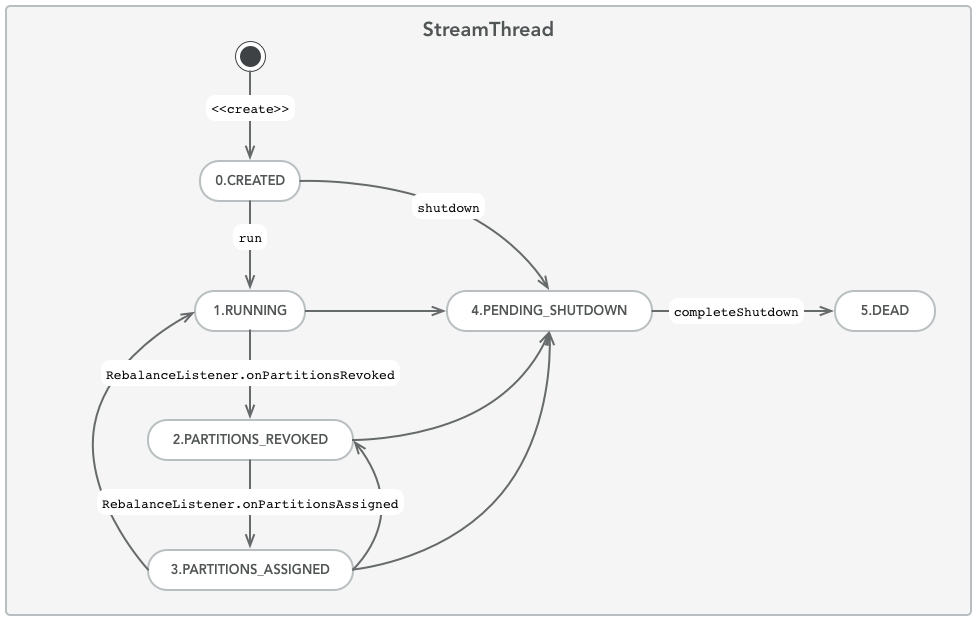 StreamThread
<<create>>
0.CREATED
shutdown
run
1.RUNNING
4.PENDING_SHUTDOWN
completeShutdown
5.DEAD
RebalanceListener.onPartitionsRevoked
2.PARTITIONS_REVOKED
RebalanceListener.onPartitionsAssigned
3.PARTITIONS_ASSIGNED